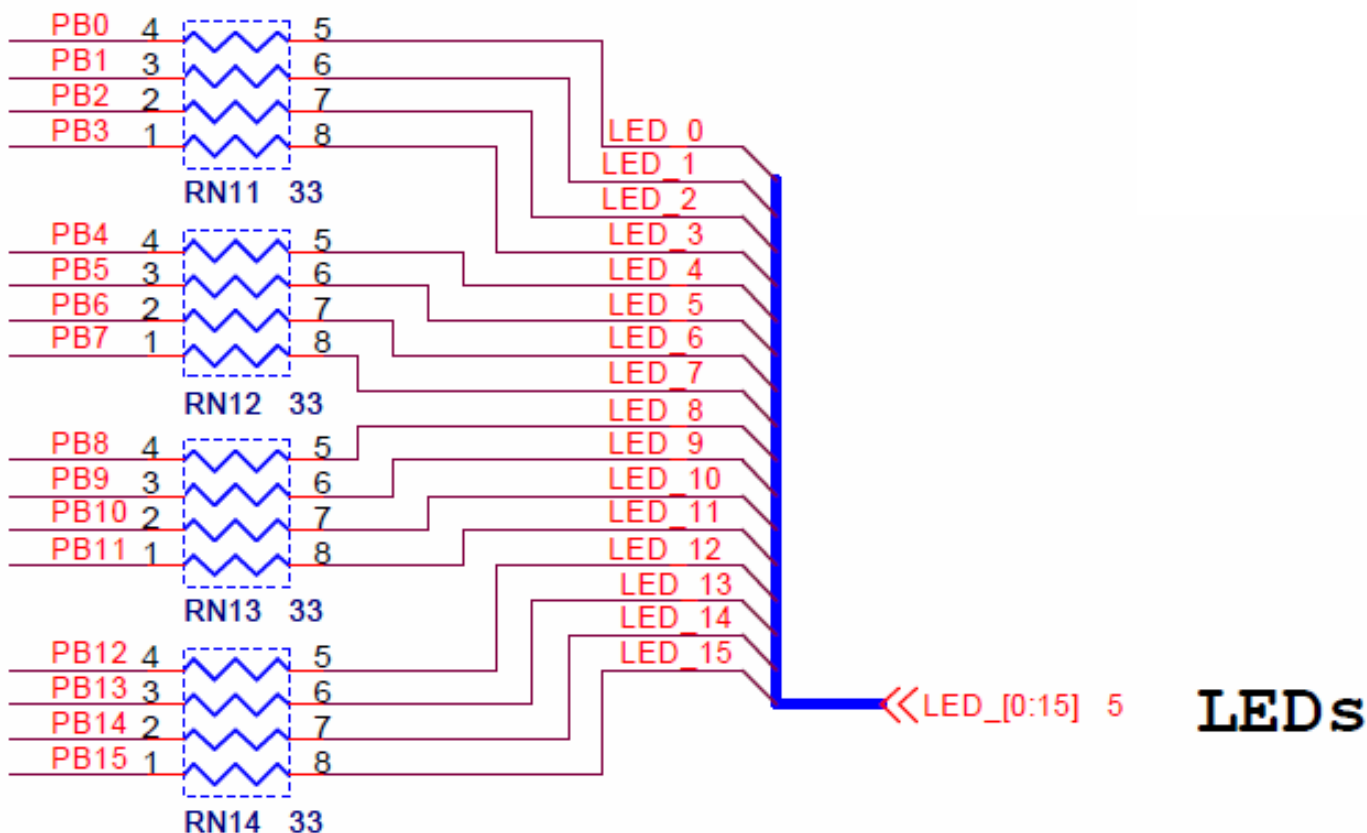 PB0 4 5
PB1 3 6
PB2 2 7
PB3 1 8
RN11 33
PB4 4 5
PB5 3 6
PB6 2 7
PB7 1 8
RN12 33
PB8 4 5
PB9 3 6
PB10 2 7
PB11 1 8
RN13 33
PB12 4 5
PB13 3 6
PB14 2 7
PB15 1 8
RN14 33
LED_0
LED_1
LED_2
LED_3
LED_4
LED_5
LED_6
LED_7
LED_8
LED_9
LED_10
LED_11
LED_12
LED_13
LED_14
LED_15
LED_[0:15] 5
LEDs